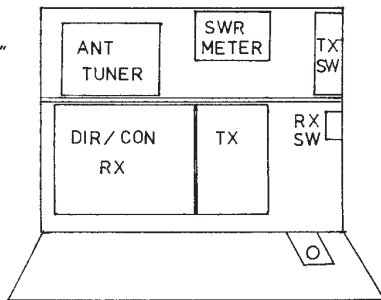 "
ANT
TUNER
SWR
METER
TX
SW
DIR/CON
RX
TX
RX
SW